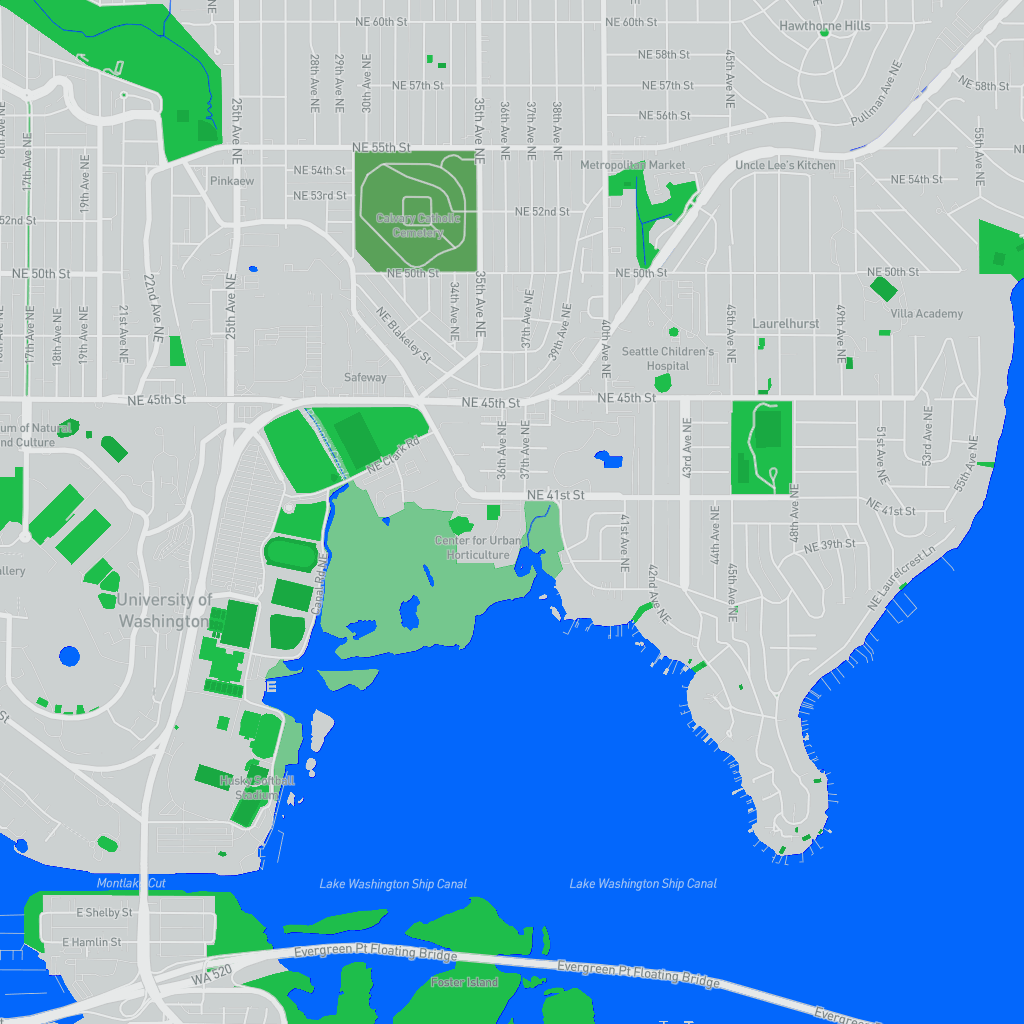 NE 60th St
NE 60th St
Hawthorne Hills
NE 58th St
45th Ave NE
28th Ave NE
29th Ave NE
30th Ave NE
NE 57th St
NE 57th St
NE 58th St
Pullman Ave NE
25th Ave NE
35th Ave NE
36th Ave NE
37th Ave NE
38th Ave NE
NE 56th St
55th Ave NE
17th Ave NE
19th Ave NE
NE 55th St
Metropolitan Market
Uncle Lee's Kitchen
NE 54th St
NE 54th St
Pinkaew
NE 53rd St
52nd St
NE 52nd St
Calvary Catholic
Cemetery
NE 50th St
NE 50th St
NE 50th St
NE 50th St
22nd Ave NE
25th Ave NE
34th Ave NE
35th Ave NE
37th Ave NE
39th Ave NE
40th Ave NE
17th Ave NE
18th Ave NE
19th Ave NE
21st Ave NE
NE Blakeley St
45th Ave NE
Laurelhurst
49th Ave NE
Villa Academy
Seattle Children's
Hospital
Safeway
NE 45th St
NE 45th St
NE 45th St
um of Natural
nd Culture
NE Clark Rd
36th Ave NE
37th Ave NE
43rd Ave NE
51st Ave NE
53rd Ave NE
55th Ave NE
NE 41st St
NE 41st St
48th Ave NE
41st Ave NE
44th Ave NE
45th Ave NE
42nd Ave NE
NE 39th St
NE Laurelcrest Ln
Center for Urban
Horticulture
Canal Rd NE
allery
University of
Washington
St
Husky Softball
Stadium
Montlake Cut
Lake Washington Ship Canal
Lake Washington Ship Canal
E Shelby St
E Hamlin St
WA 520
Evergreen Pt Floating Bridge
Evergreen Pt Floating Bridge
Evergreen Pt Floating
Foster Island